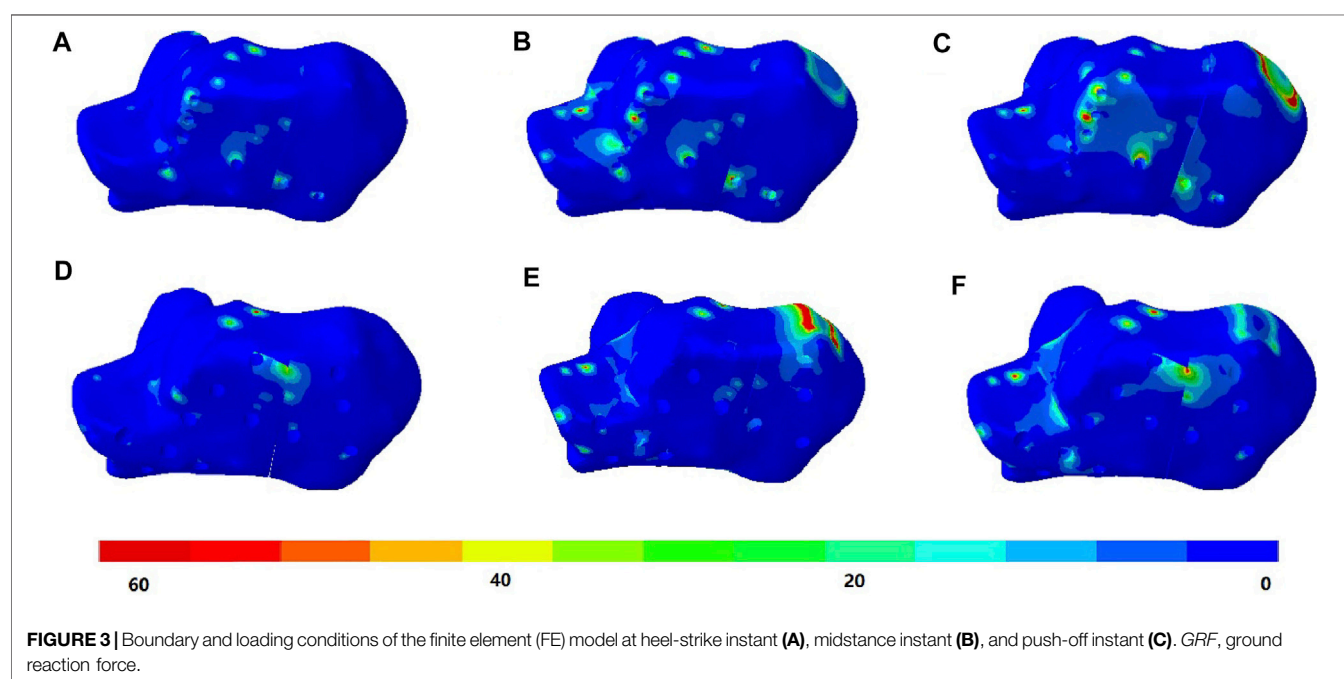 A
B
C
D
E
F
60 40 20 0
FIGURE 3 | Boundary and loading conditions of the finite element (FE) model at heel-strike instant (A), midstance instant (B), and push-off instant (C). GRF, ground
reaction force.